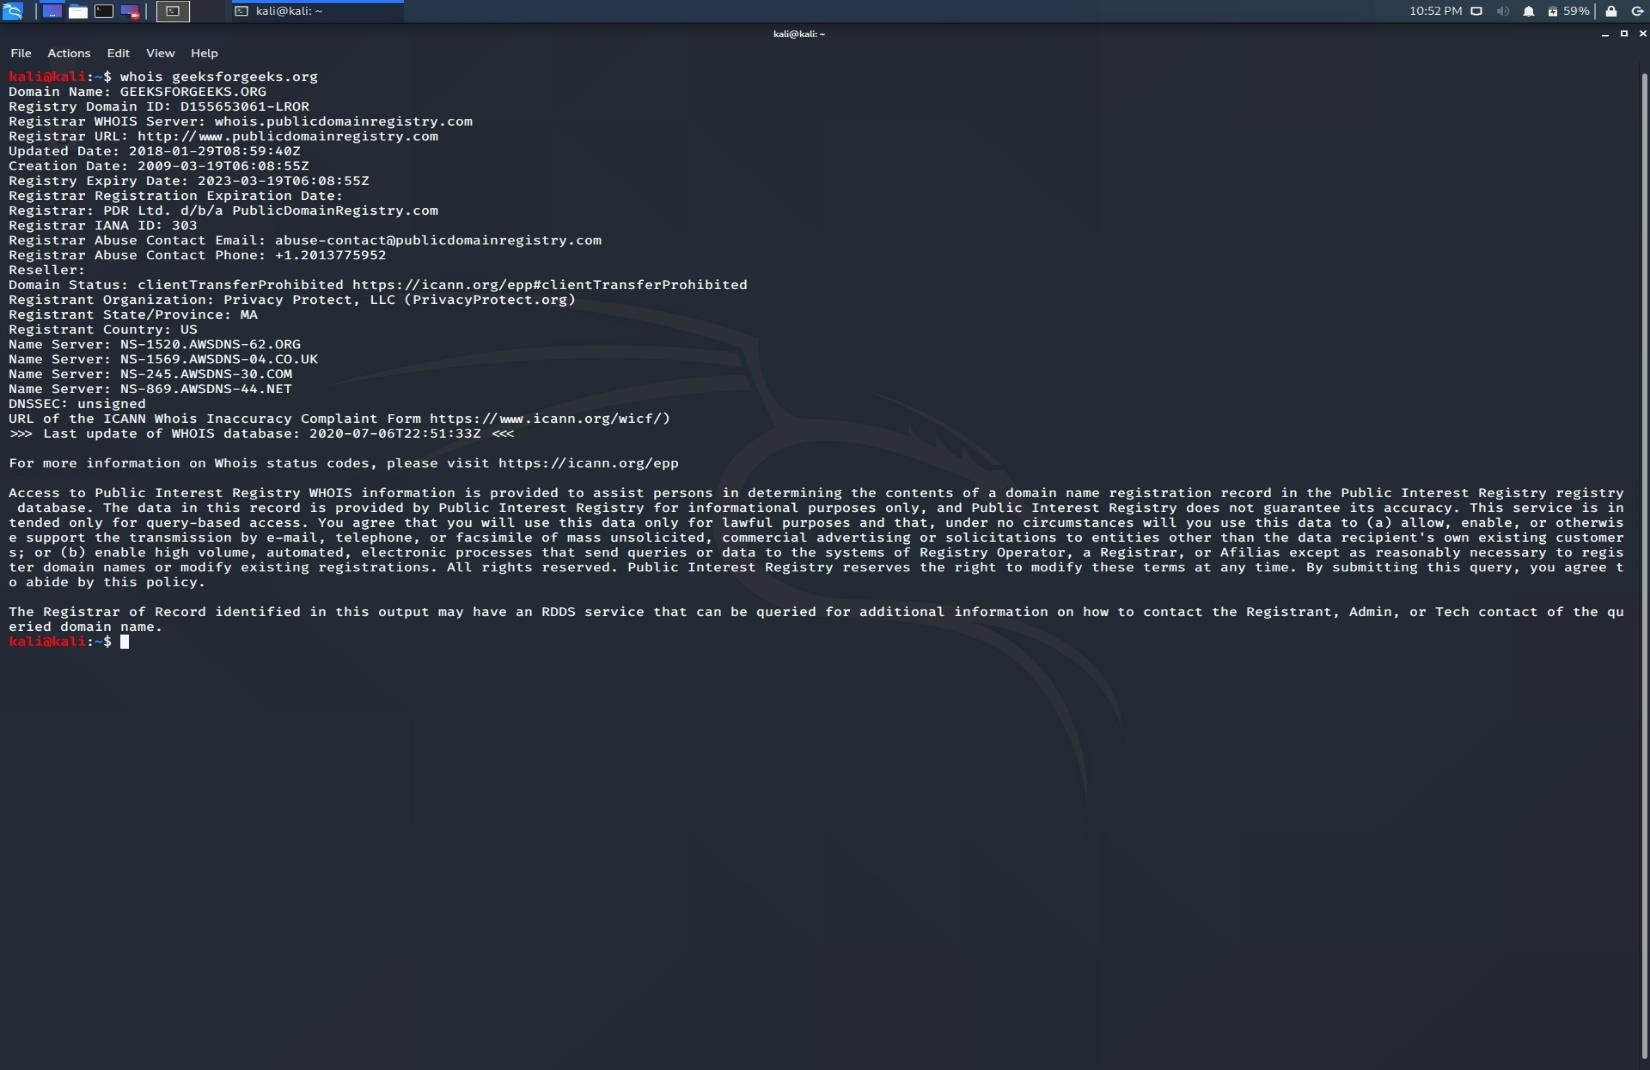 kali@kali: ~
10:52 PM
59%
kali@kali: ~
File Actions Edit View Help
kali@kali:~$ whois geeksforgeeks.org
Domain Name: GEEKSFORGEEKS.ORG
Registry Domain ID: D155653061-LROR
Registrar WHOIS Server: whois.publicdomainregistry.com
Registrar URL: http://www.publicdomainregistry.com
Updated Date: 2018-01-29T08:59:40Z
Creation Date: 2009-03-19T06:08:55Z
Registry Expiry Date: 2023-03-19T06:08:55Z
Registrar Registration Expiration Date:
Registrar: PDR Ltd. d/b/a PublicDomainRegistry.com
Registrar IANA ID: 303
Registrar Abuse Contact Email: abuse-contact@publicdomainregistry.com
Registrar Abuse Contact Phone: +1.2013775952
Reseller:
Domain Status: clientTransferProhibited https://icann.org/epp#clientTransferProhibited
Registrant Organization: Privacy Protect, LLC (PrivacyProtect.org)
Registrant State/Province: MA
Registrant Country: US
Name Server: NS-1520.AWSDNS-62.ORG
Name Server: NS-1569.AWSDNS-04.CO.UK
Name Server: NS-245.AWSDNS-30.COM
Name Server: NS-869.AWSDNS-44.NET
DNSSEC: unsigned
URL of the ICANN Whois Inaccuracy Complaint Form https://www.icann.org/wicf/)
>>> Last update of WHOIS database: 2020-07-06T22:51:33Z <<<
For more information on Whois status codes, please visit https://icann.org/epp
Access to Public Interest Registry WHOIS information is provided to assist persons in determining the contents of a domain name registration record in the Public Interest Registry registry
database. The data in this record is provided by Public Interest Registry for informational purposes only, and Public Interest Registry does not guarantee its accuracy. This service is in
tended only for query-based access. You agree that you will use this data only for lawful purposes and that, under no circumstances will you use this data to (a) allow, enable, or otherwis
e support the transmission by e-mail, telephone, or facsimile of mass unsolicited, commercial advertising or solicitations to entities other than the data recipient's own existing customer
s; or (b) enable high volume, automated, electronic processes that send queries or data to the systems of Registry Operator, a Registrar, or Afilias except as reasonably necessary to regis
ter domain names or modify existing registrations. All rights reserved. Public Interest Registry reserves the right to modify these terms at any time. By submitting this query, you agree t
o abide by this policy.
The Registrar of Record identified in this output may have an RDDS service that can be queried for additional information on how to contact the Registrant, Admin, or Tech contact of the qu
eried domain name.
kali@kali:~$